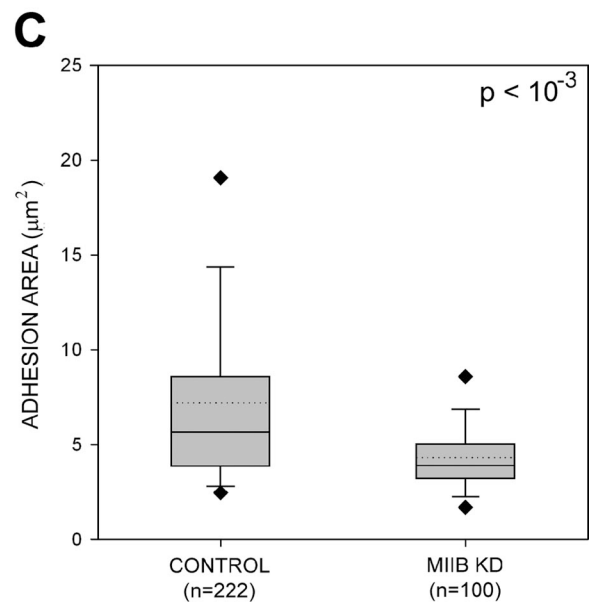 C
p < 10⁻³
25
20
15
10
5
0
ADHESION AREA (μm²)
CONTROL
(n=222)
MIIB KD
(n=100)